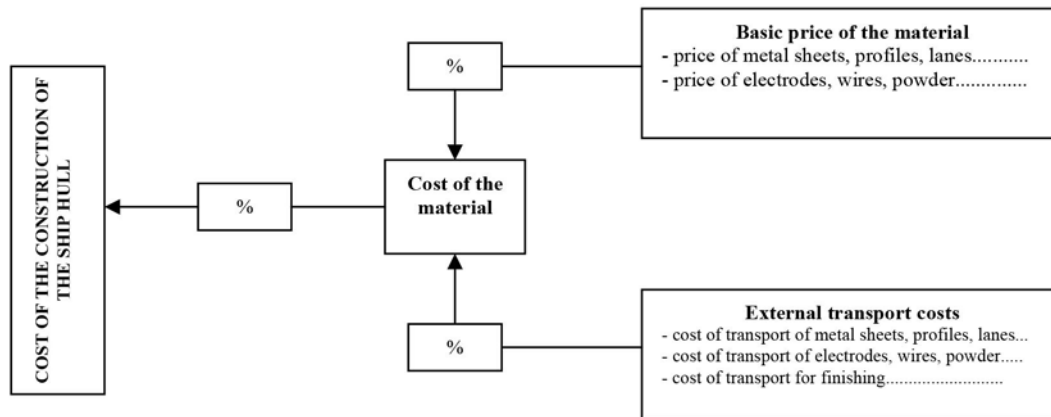 COST OF THE CONSTRUCTION OF
THE SHIP HULL
%
%
Cost of the
material
%
Basic price of the material
- price of metal sheets, profiles, lanes...........
- price of electrodes, wires, powder..............
External transport costs
- cost of transport of metal sheets, profiles, lanes...
- cost of transport of electrodes, wires, powder.....
- cost of transport for finishing..........................